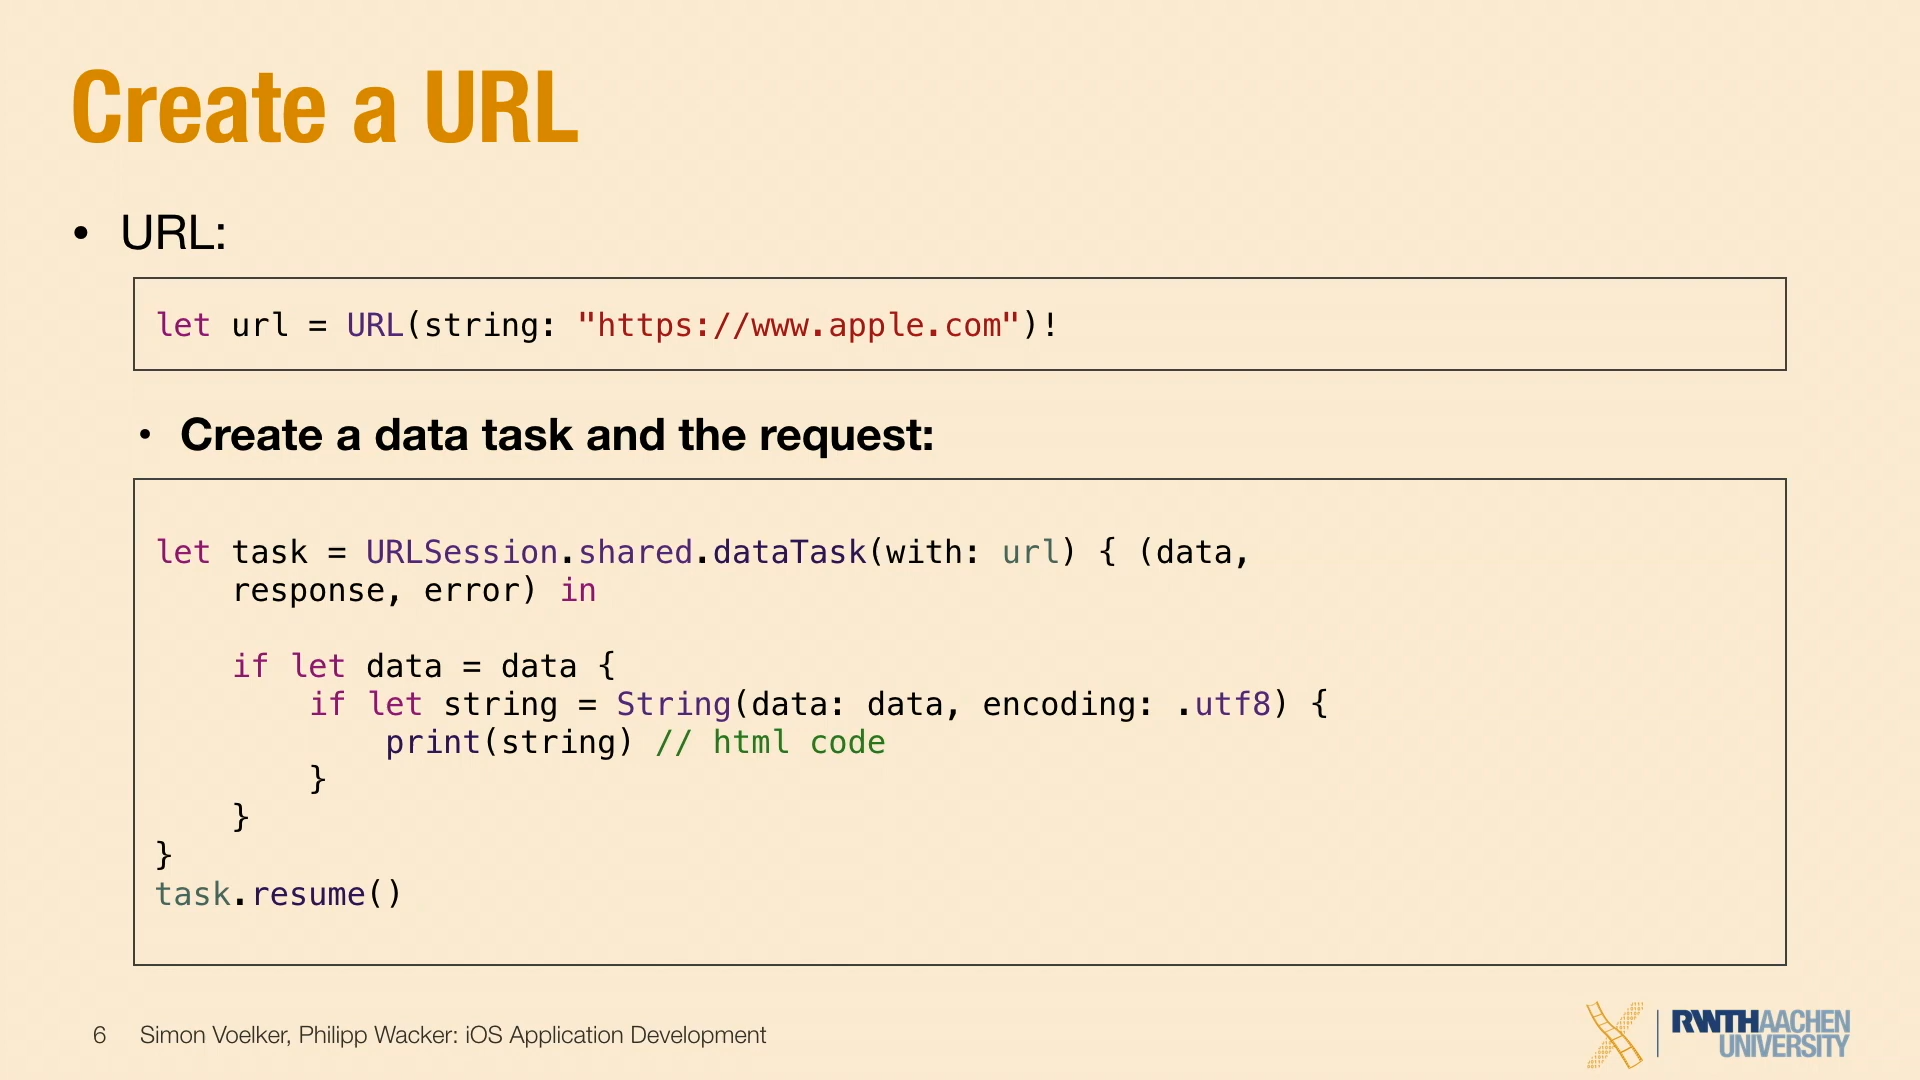 Create a URL
• URL:
let url = URL(string: "https://www.apple.com")!
• Create a data task and the request:
let task = URLSession.shared.dataTask(with: url) { (data,
    response, error) in
    if let data = data {
        if let string = String(data: data, encoding: .utf8) {
            print(string) // html code
        }
    }
}
task.resume()
6 Simon Voelker, Philipp Wacker: iOS Application Development
RWTHAACHEN
UNIVERSITY